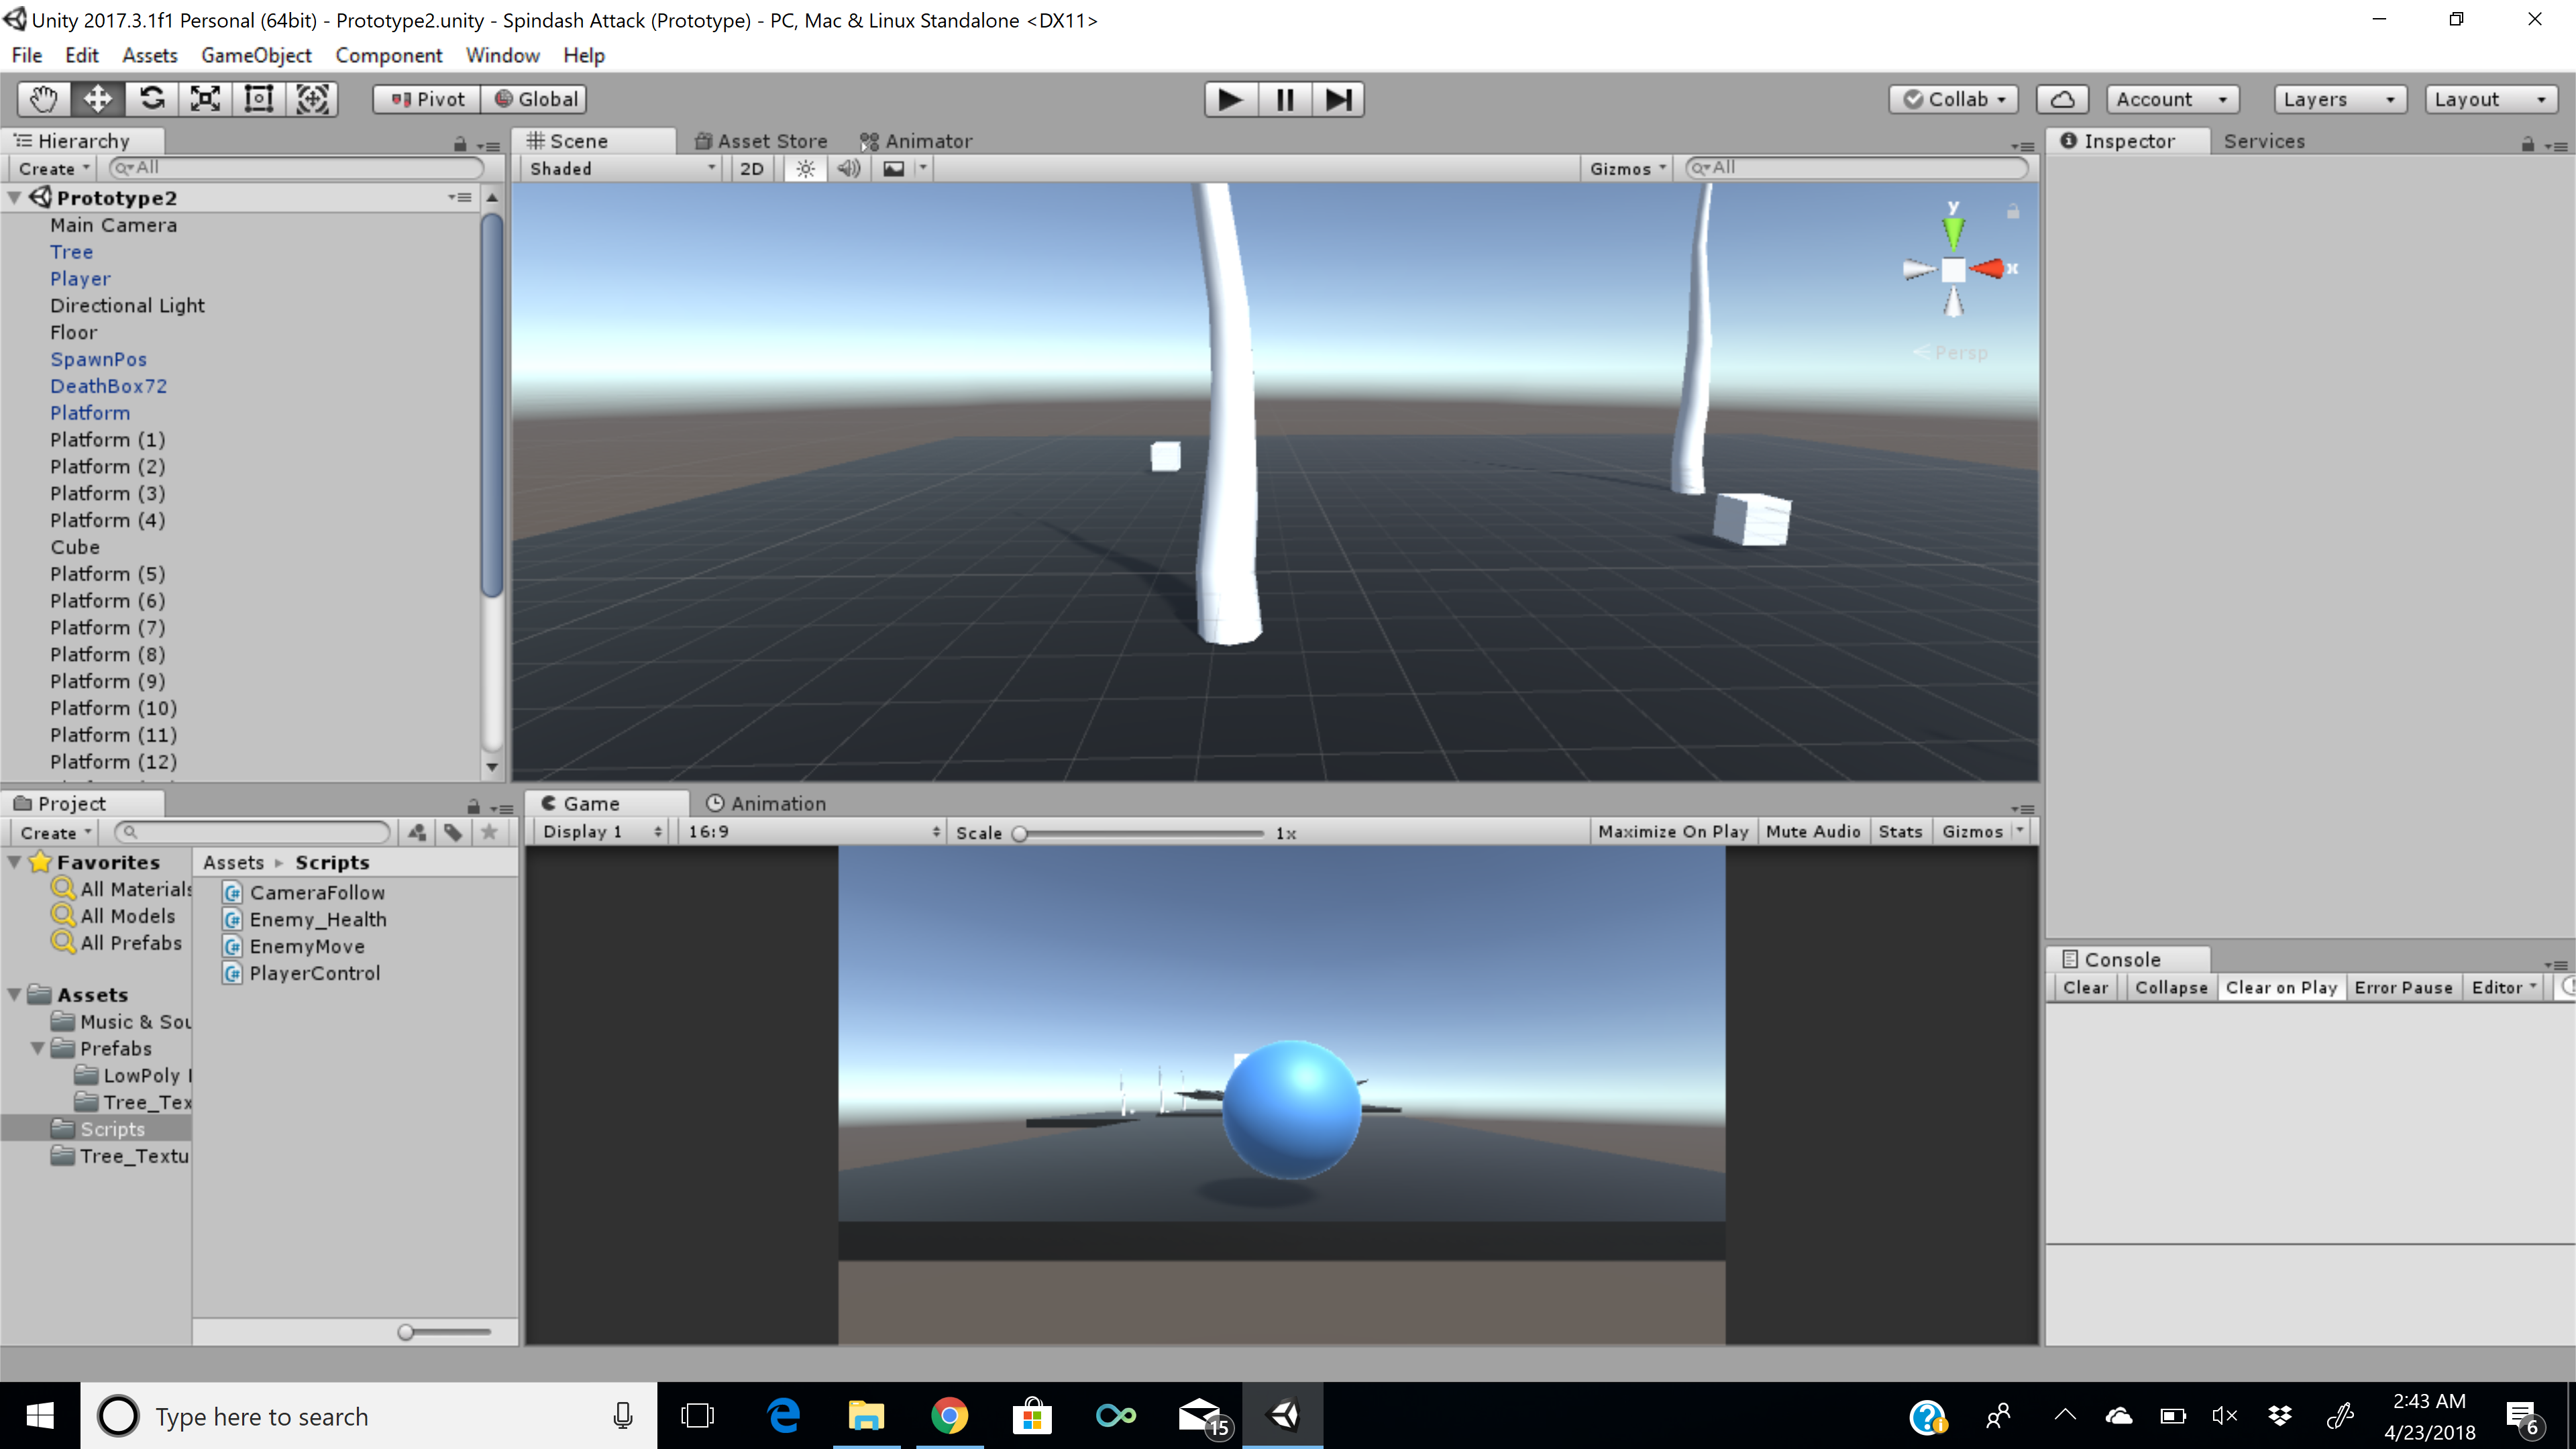 Unity 2017.3.1f1 Personal (64bit) - Prototype2.unity - Spindash Attack (Prototype) - PC, Mac & Linux Standalone <DX11>
File Edit Assets GameObject Component Window Help
Pivot Global Collab Account Layers Layout
Hierarchy
Create All
Prototype2
Main Camera
Tree
Player
Directional Light
Floor
SpawnPos
DeathBox72
Platform
Platform (1)
Platform (2)
Platform (3)
Platform (4)
Cube
Platform (5)
Platform (6)
Platform (7)
Platform (8)
Platform (9)
Platform (10)
Platform (11)
Platform (12)
Scene Asset Store Animator
Shaded 2D Gizmos All
y
x
Persp
Inspector Services
Project
Create
Favorites
All Materials
All Models
All Prefabs
Assets
Music & Sou
Prefabs
LowPoly
Tree_Tex
Scripts
Tree_Textu
Assets Scripts
CameraFollow
Enemy_Health
EnemyMove
PlayerControl
Game Animation
Display 1 16:9 Scale 1x Maximize On Play Mute Audio Stats Gizmos
Console
Clear Collapse Clear on Play Error Pause Editor
Type here to search
15
2:43 AM
4/23/2018
6